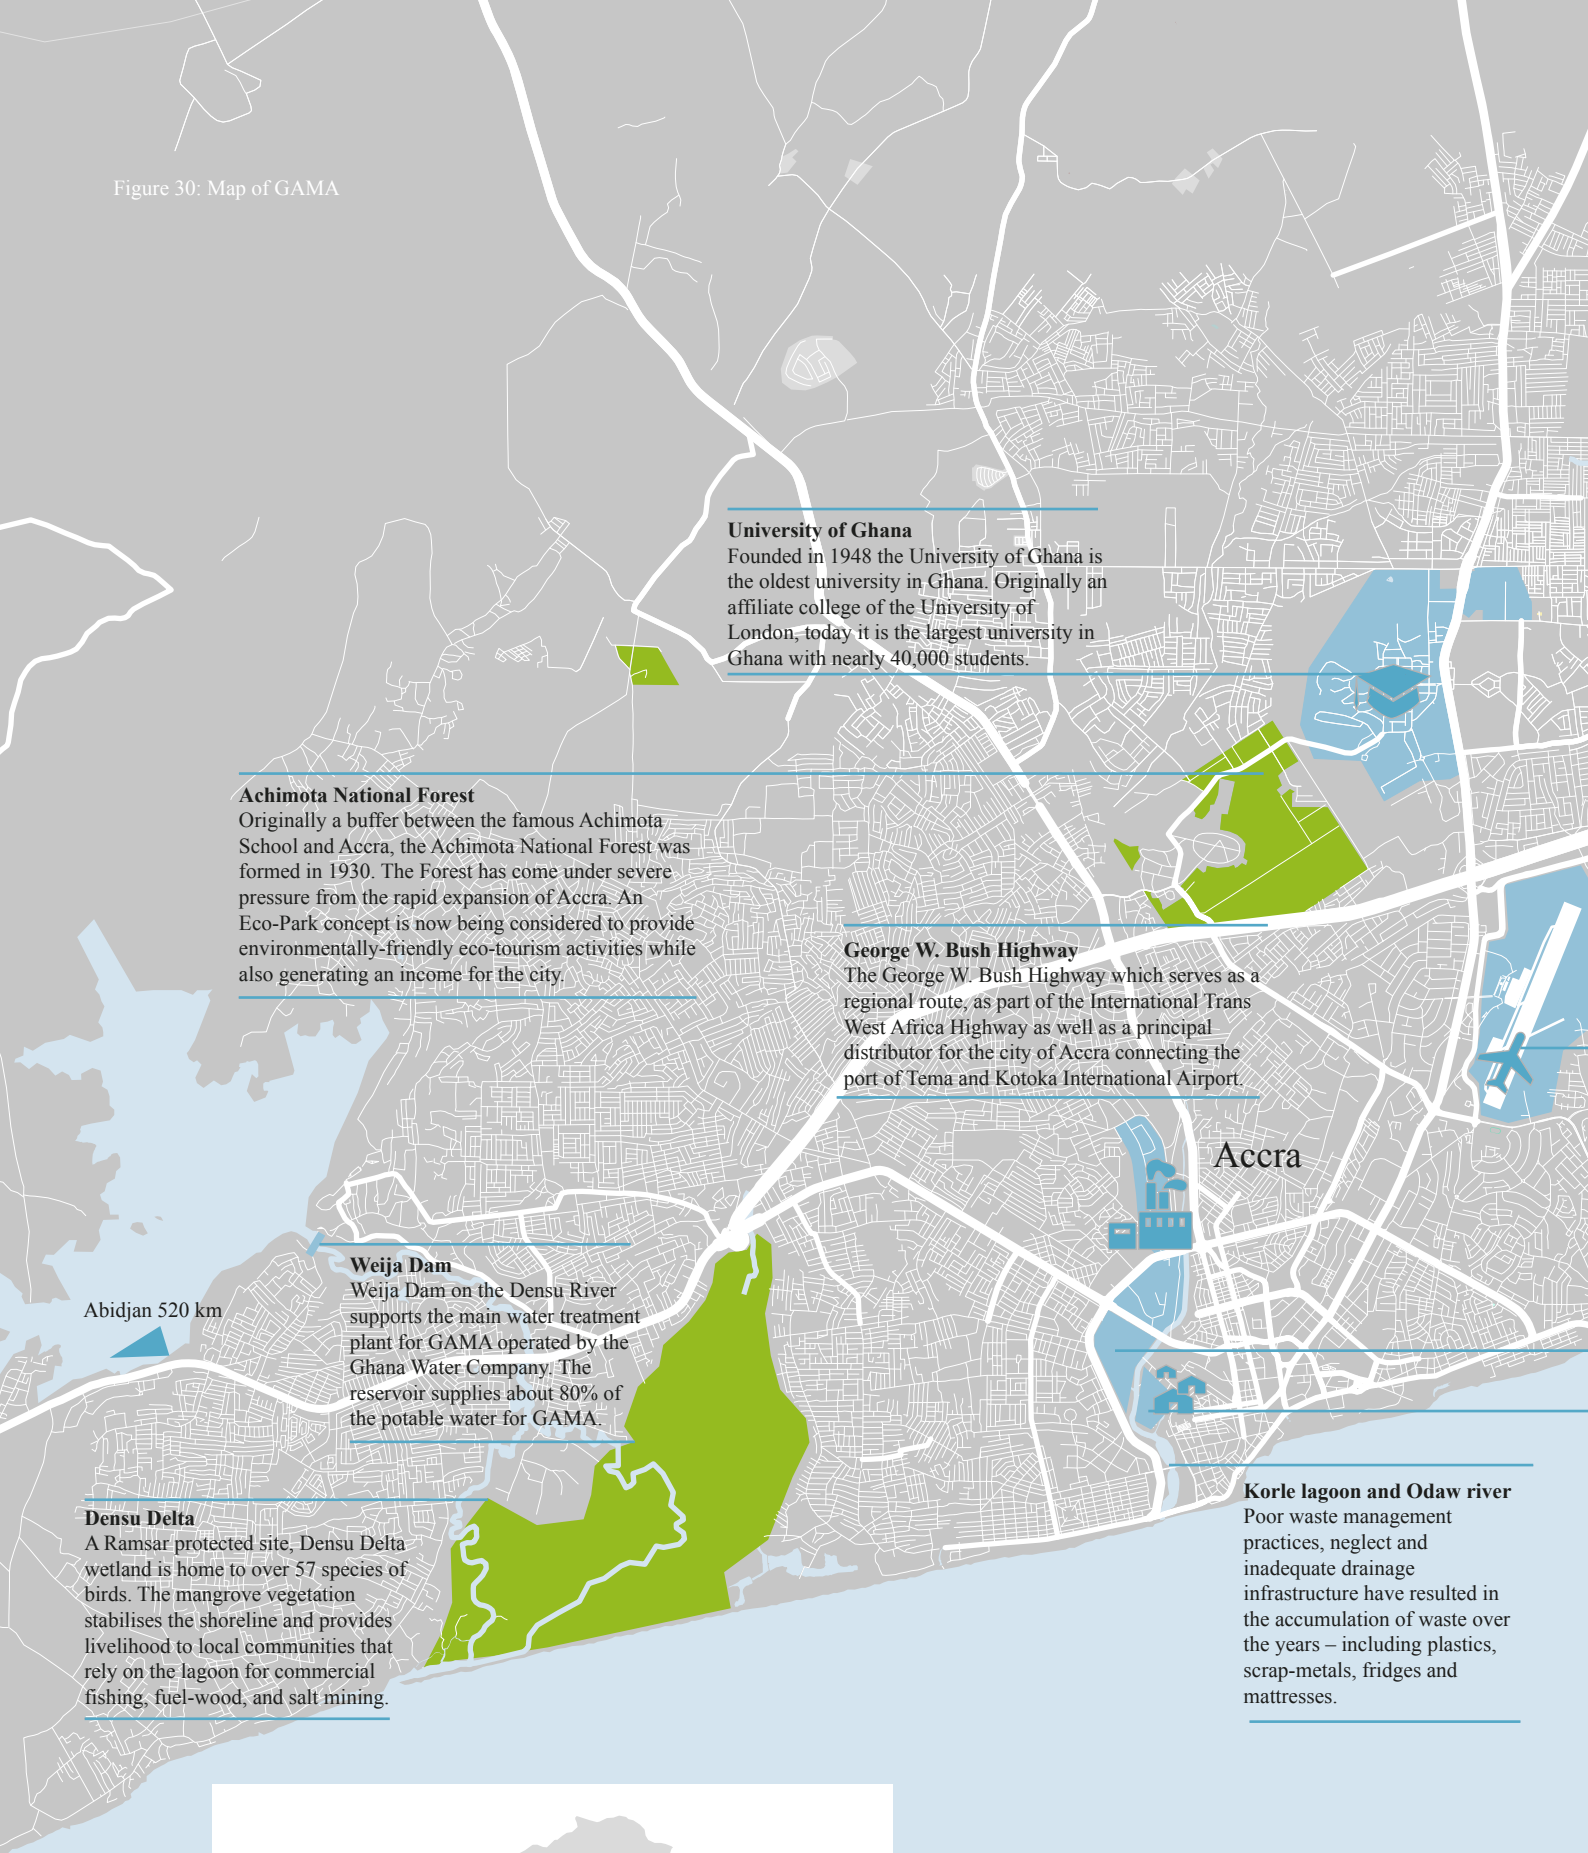 Figure 30: Map of GAMA
University of Ghana
Founded in 1948 the University of Ghana is
the oldest university in Ghana. Originally an
affiliate college of the University of
London, today it is the largest university in
Ghana with nearly 40,000 students.
Achimota National Forest
Originally a buffer between the famous Achimota
School and Accra, the Achimota National Forest was
formed in 1930. The Forest has come under severe
pressure from the rapid expansion of Accra. An
Eco-Park concept is now being considered to provide
environmentally-friendly eco-tourism activities while
also generating an income for the city.
George W. Bush Highway
The George W. Bush Highway which serves as a
regional route, as part of the International Trans
West Africa Highway as well as a principal
distributor for the city of Accra connecting the
port of Tema and Kotoka International Airport.
Accra
Weija Dam
Weija Dam on the Densu River
supports the main water treatment
plant for GAMA operated by the
Ghana Water Company. The
reservoir supplies about 80% of
the potable water for GAMA.
Abidjan 520 km
Densu Delta
A Ramsar protected site, Densu Delta
wetland is home to over 57 species of
birds. The mangrove vegetation
stabilises the shoreline and provides
livelihood to local communities that
rely on the lagoon for commercial
fishing, fuel-wood, and salt mining.
Korle lagoon and Odaw river
Poor waste management
practices, neglect and
inadequate drainage
infrastructure have resulted in
the accumulation of waste over
the years – including plastics,
scrap-metals, fridges and
mattresses.